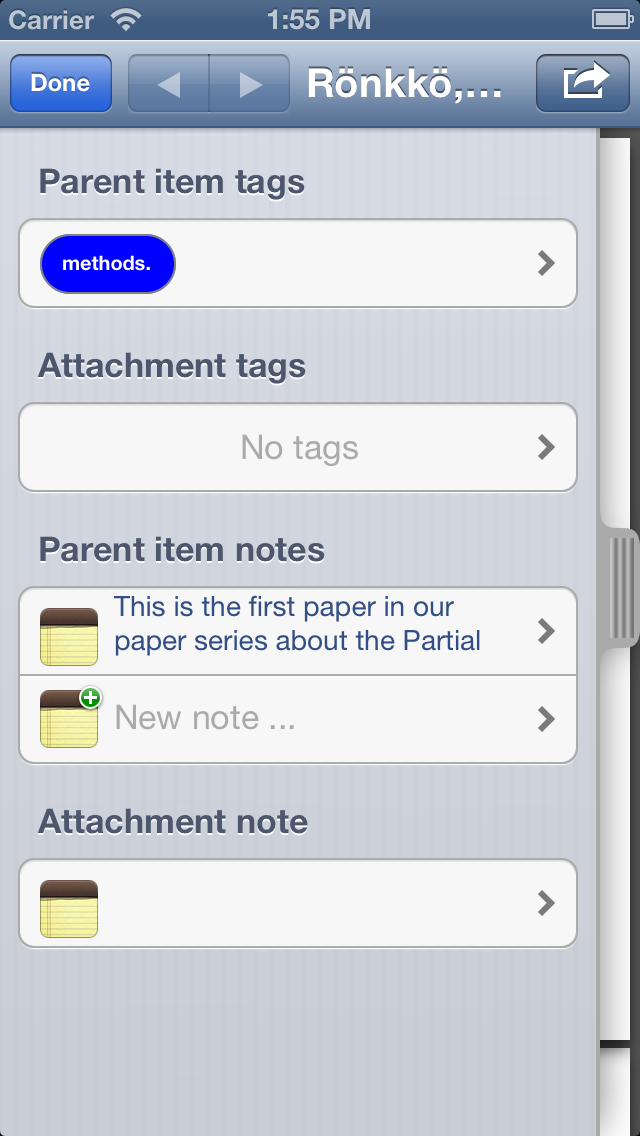 Carrier 1:55 PM
Done Rönkkö,...
Parent item tags
methods.
Attachment tags
No tags
Parent item notes
This is the first paper in our
paper series about the Partial
New note ...
Attachment note